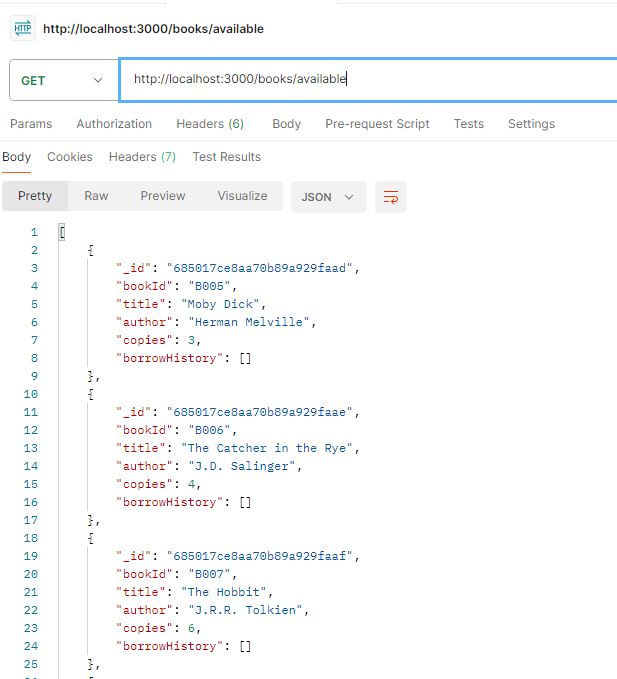 HTTP http://localhost:3000/books/available
GET http://localhost:3000/books/available
Params Authorization Headers (6) Body Pre-request Script Tests Settings
Body Cookies Headers (7) Test Results
Pretty Raw Preview Visualize JSON
1 [
2 {
3 "_id": "685017ce8aa70b89a929faad",
4 "bookId": "B005",
5 "title": "Moby Dick",
6 "author": "Herman Melville",
7 "copies": 3,
8 "borrowHistory": []
9 },
10 {
11 "_id": "685017ce8aa70b89a929faae",
12 "bookId": "B006",
13 "title": "The Catcher in the Rye",
14 "author": "J.D. Salinger",
15 "copies": 4,
16 "borrowHistory": []
17 },
18 {
19 "_id": "685017ce8aa70b89a929faaf",
20 "bookId": "B007",
21 "title": "The Hobbit",
22 "author": "J.R.R. Tolkien",
23 "copies": 6,
24 "borrowHistory": []
25 },